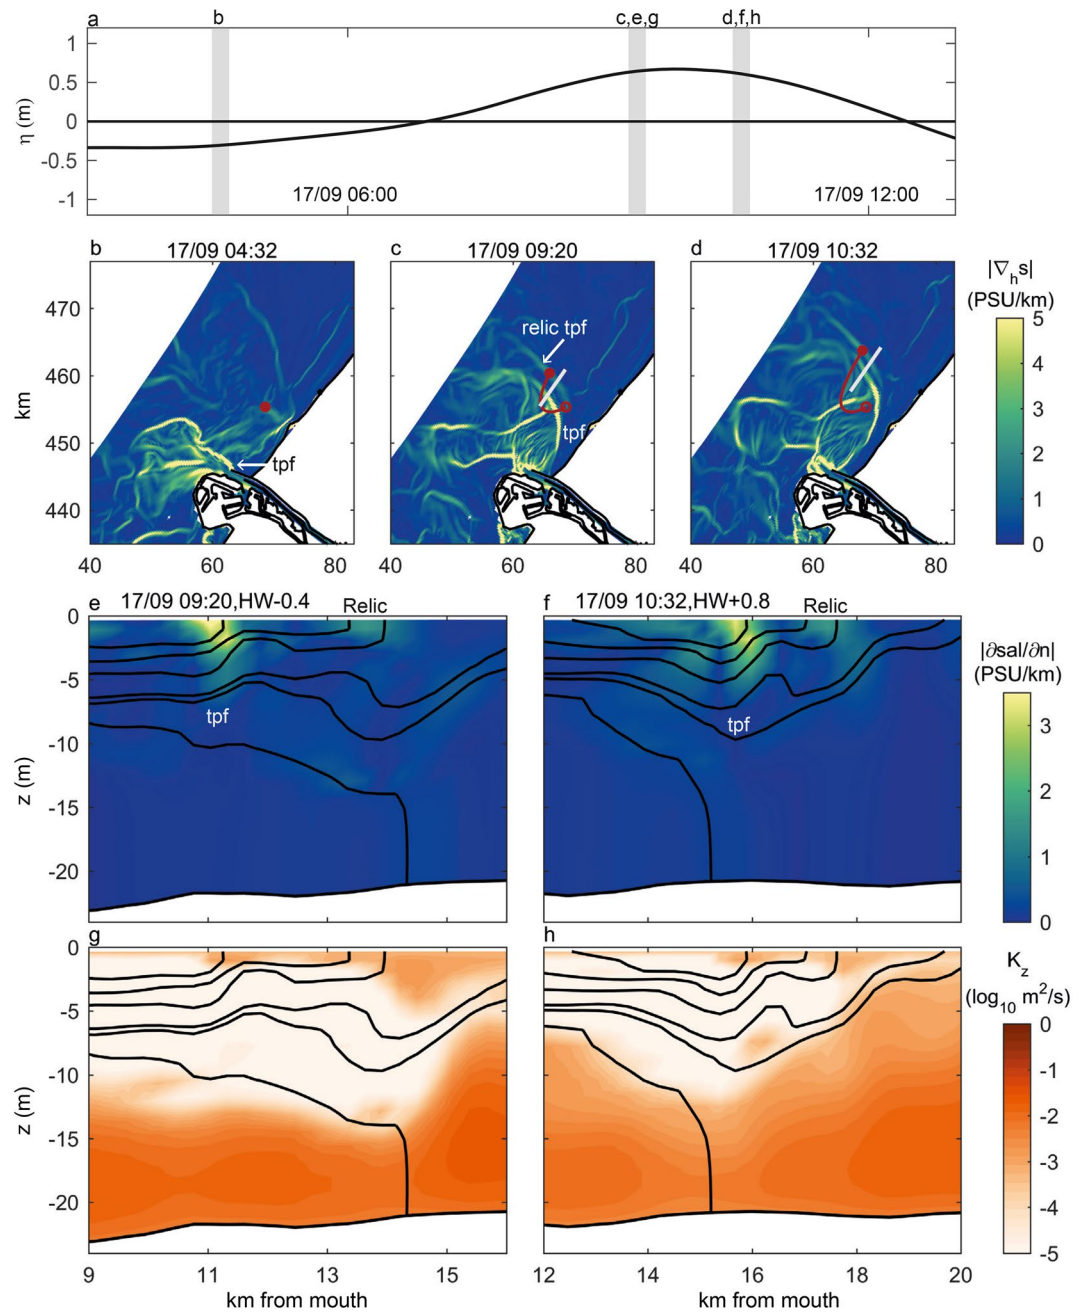 a b c,e,g d,f,h
1
0.5
η (m) 0
-0.5
-1 17/09 06:00 17/09 12:00
b 17/09 04:32 c 17/09 09:20 d 17/09 10:32 |∇hs|
(PSU/km)
470 relic tpf 5
460 4
km 3
450 tpf tpf 2
440 1
0
40 60 80 40 60 80 40 60 80
e 17/09 09:20,HW-0.4 Relic f 17/09 10:32,HW+0.8 Relic
0 |∂sal/∂n|
-5 (PSU/km)
tpf tpf 3
-10
z (m) 2
-15
1
-20
0
g h
0 Kz
-5 (log10 m²/s)
0
-10 -1
z (m) -2
-15 -3
-4
-20 -5
9 11 13 15 12 14 16 18 20
km from mouth km from mouth